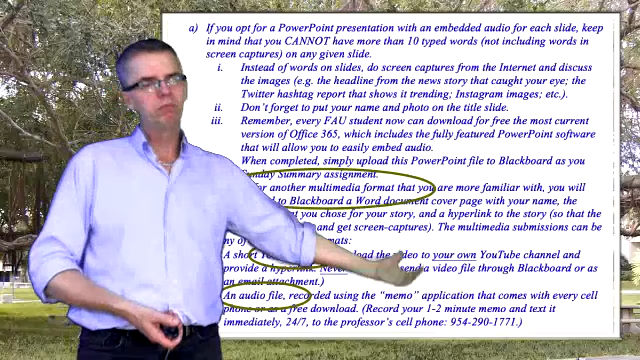 a) If you opt for a PowerPoint presentation with an embedded audio for each slide, keep
in mind that you CANNOT have more than 10 typed words (not including words in
screen captures) on any given slide.
i. Instead of words on slides, do screen captures from the Internet and discuss
the images (e.g. the headline from the news story that caught your eye; the
Twitter hashtag report that shows it trending; Instagram images; etc.).
ii. Don't forget to put your name and photo on the title slide.
iii. Remember, every FAU student now can download for free the most current
version of Office 365, which includes the fully featured PowerPoint software
that will allow you to easily embed audio.
When completed, simply upload this PowerPoint file to Blackboard as you
Sunday Summary assignment.
for another multimedia format that you are more familiar with, you will
to Blackboard a Word document cover page with your name, the
you chose for your story, and a hyperlink to the story (so that the
and get screen-captures). The multimedia submissions can be
of
A short the video to your own YouTube channel and
provide a hyperlink. Never send a video file through Blackboard or as
an email attachment.)
An audio file, recorded using the "memo" application that comes with every cell
phone or as a free download. (Record your 1-2 minute memo and text it
immediately, 24/7, to the professor's cell phone: 954-290-1771.)